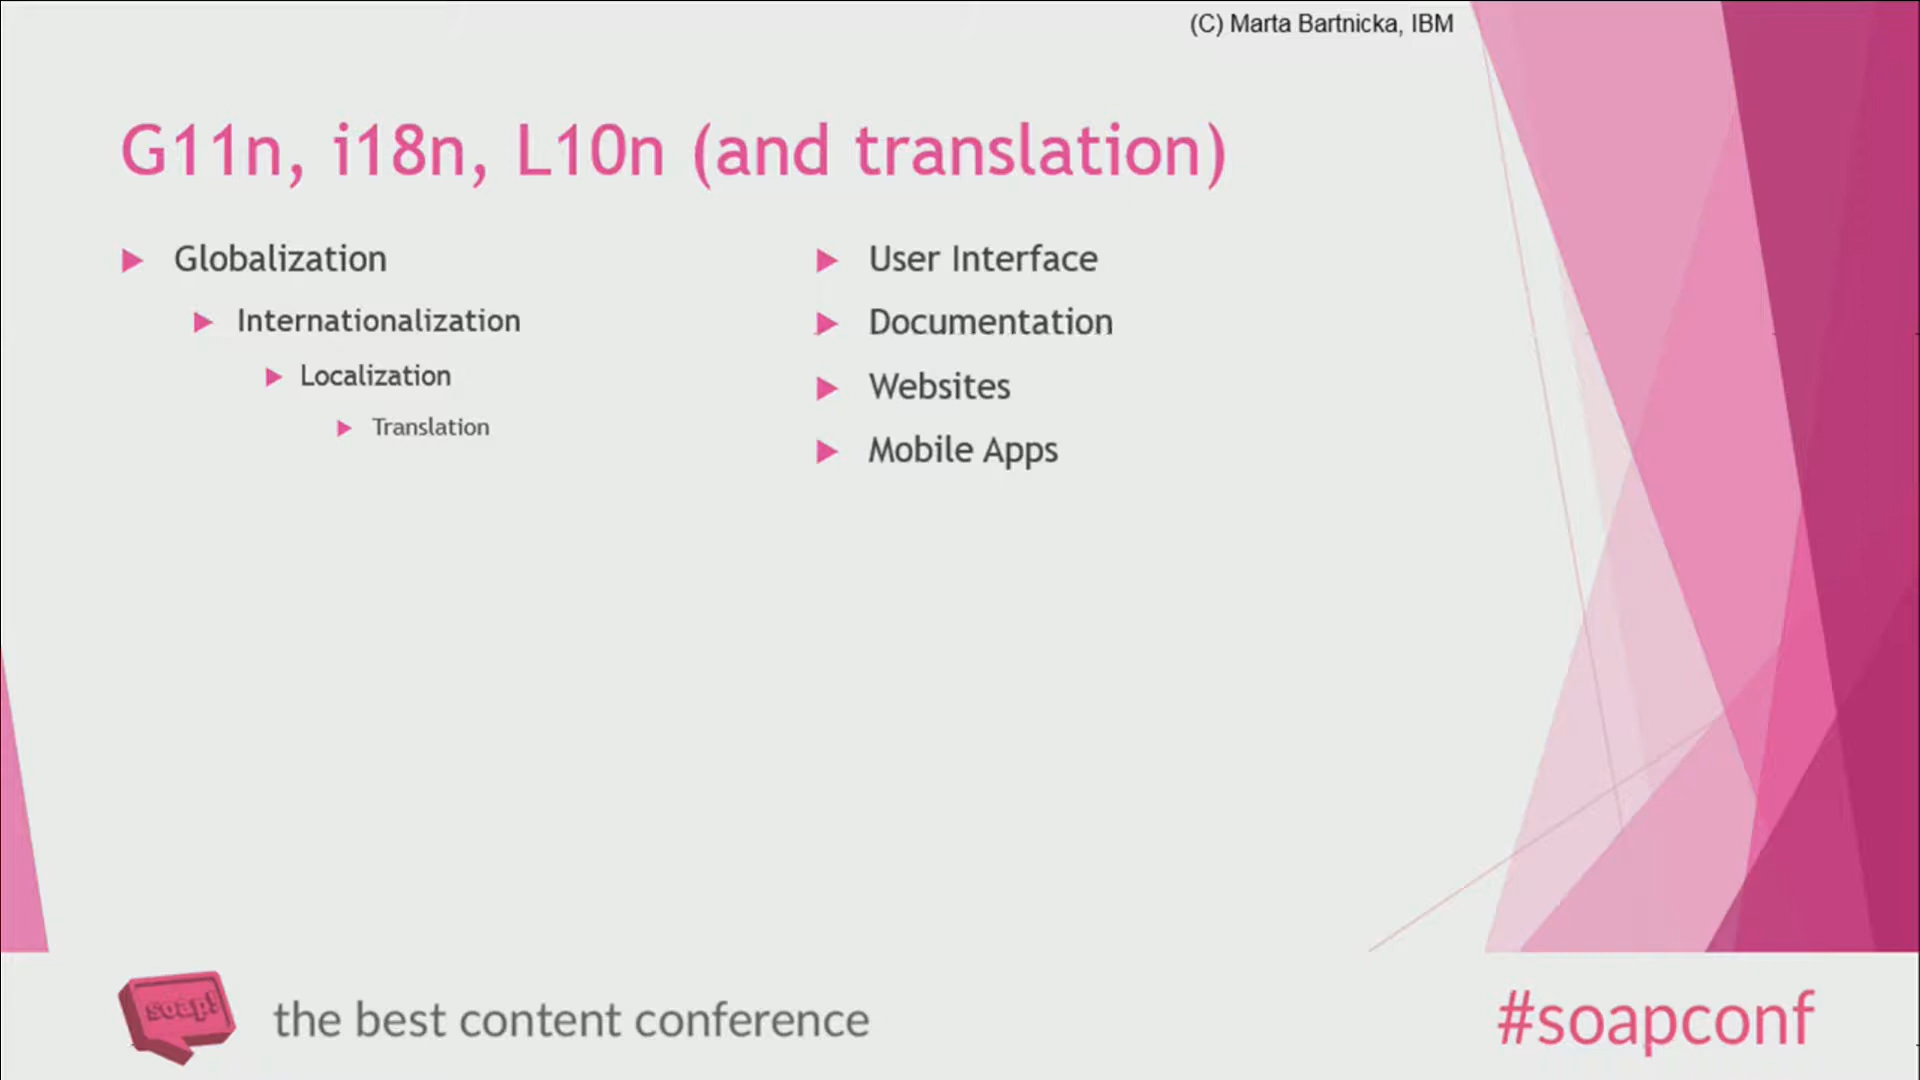 (C) Marta Bartnicka, IBM
G11n, i18n, L10n (and translation)
Globalization
Internationalization
Localization
Translation
User Interface
Documentation
Websites
Mobile Apps
soap!
the best content conference
#soapconf